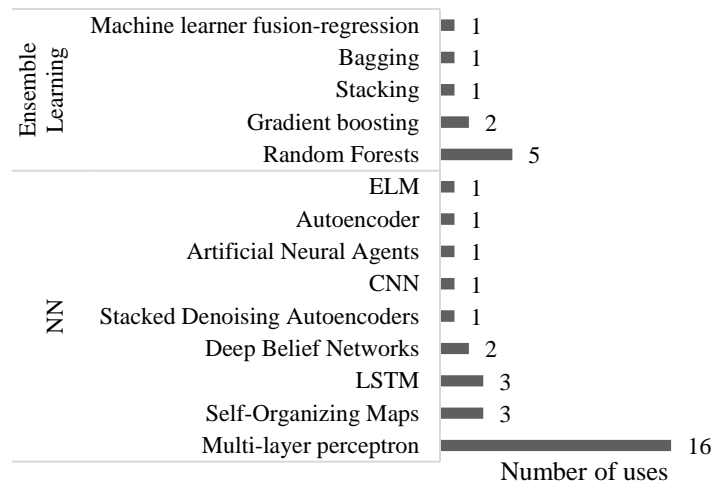 Ensemble
Learning
Machine learner fusion-regression 1
Bagging 1
Stacking 1
Gradient boosting 2
Random Forests 5
NN
ELM 1
Autoencoder 1
Artificial Neural Agents 1
CNN 1
Stacked Denoising Autoencoders 1
Deep Belief Networks 2
LSTM 3
Self-Organizing Maps 3
Multi-layer perceptron 16
Number of uses